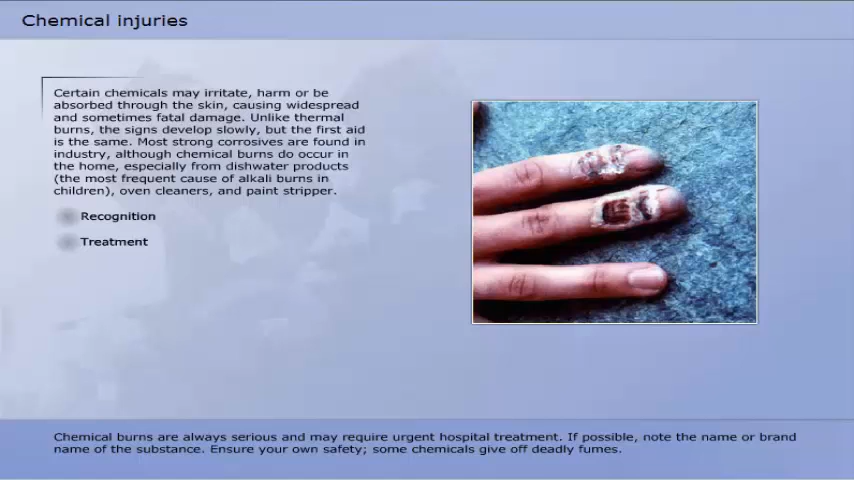 Chemical injuries
Certain chemicals may irritate, harm or be
absorbed through the skin, causing widespread
and sometimes fatal damage. Unlike thermal
burns, the signs develop slowly, but the first aid
is the same. Most strong corrosives are found in
industry, although chemical burns do occur in
the home, especially from dishwater products
(the most frequent cause of alkali burns in
children), oven cleaners, and paint stripper.
Recognition
Treatment
Chemical burns are always serious and may require urgent hospital treatment. If possible, note the name or brand
name of the substance. Ensure your own safety; some chemicals give off deadly fumes.